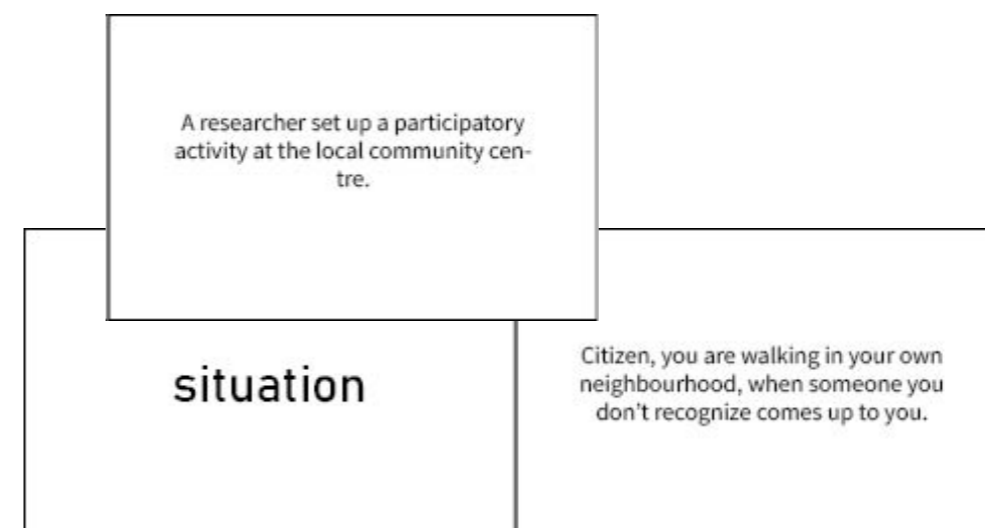 A researcher set up a participatory
activity at the local community cen-
tre.
situation
Citizen, you are walking in your own
neighbourhood, when someone you
don't recognize comes up to you.